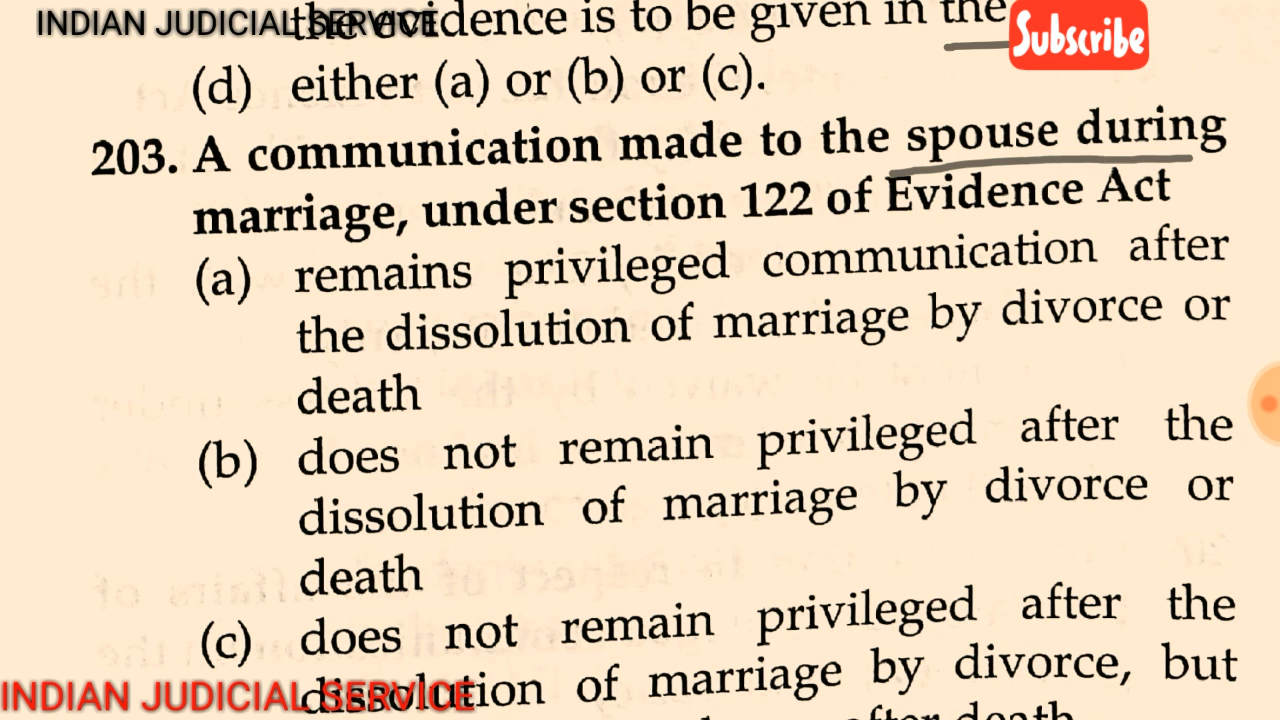 INDIAN JUDICIAL SERVICE
the evidence is to be given in the
Subscribe
(d) either (a) or (b) or (c).
203. A communication made to the spouse during
marriage, under section 122 of Evidence Act
(a) remains privileged communication after
the dissolution of marriage by divorce or
death
(b) does not remain privileged after the
dissolution of marriage by divorce or
death
(c) does not remain privileged after the
dissolution of marriage by divorce, but
after death
INDIAN JUDICIAL SERVICE